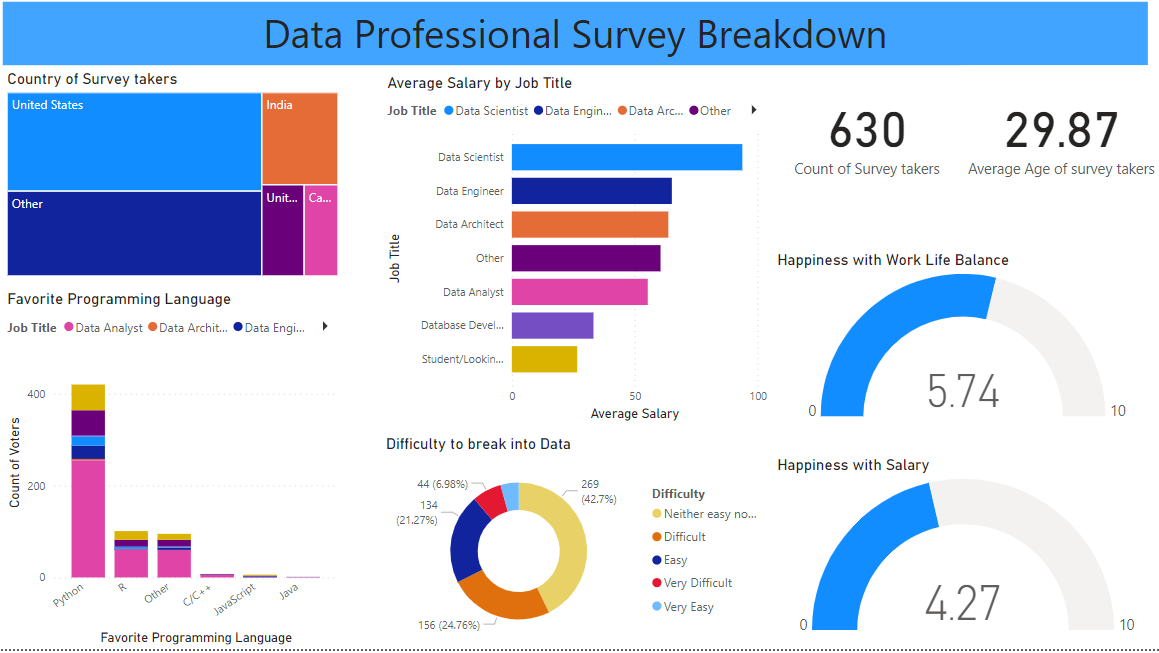 Data Professional Survey Breakdown
Country of Survey takers
United States
India
Other
Unit...
Ca...
Favorite Programming Language
Job Title Data Analyst Data Archit... Data Engi...
Count of Voters
400
200
0
Python
R
Other
C/C++
JavaScript
Java
Favorite Programming Language
Average Salary by Job Title
Job Title Data Scientist Data Engin... Data Arc... Other
Job Title
Data Scientist
Data Engineer
Data Architect
Other
Data Analyst
Database Devel...
Student/Lookin...
0 50 100
Average Salary
Difficulty to break into Data
44 (6.98%)
269
(42.7%)
134
(21.27%)
156 (24.76%)
Difficulty
Neither easy no...
Difficult
Easy
Very Difficult
Very Easy
630
Count of Survey takers
29.87
Average Age of survey takers
Happiness with Work Life Balance
5.74
0 10
Happiness with Salary
4.27
0 10